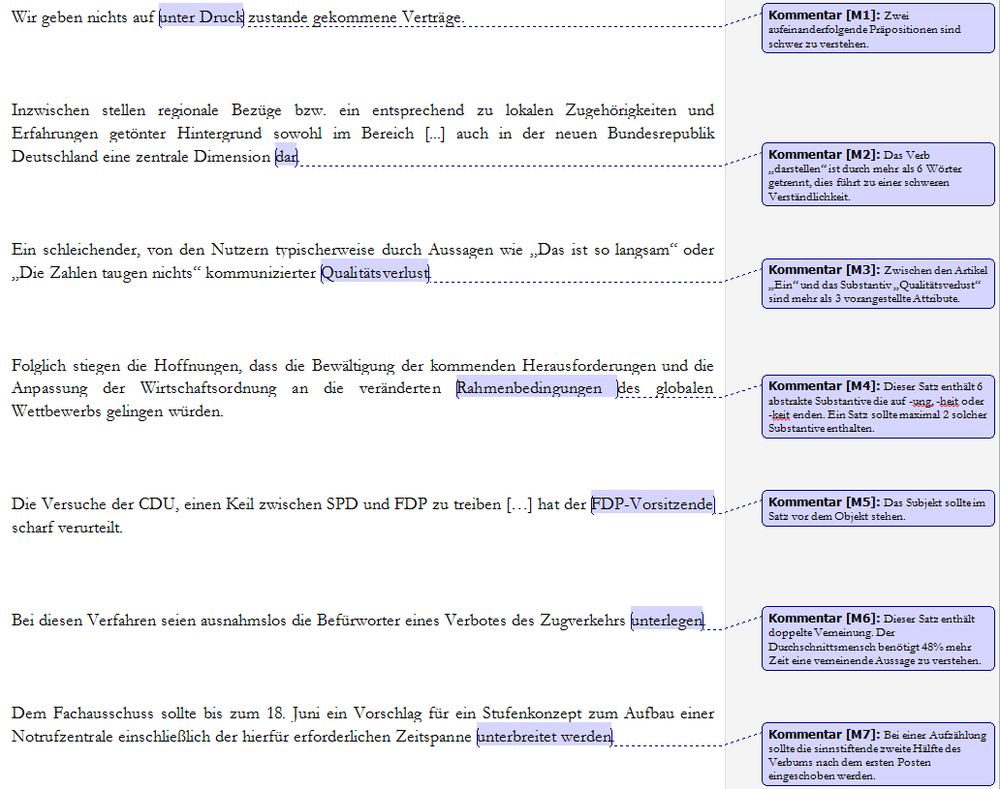 Wir geben nichts auf unter Druck zustande gekommene Verträge.
Kommentar [M1]: Zwei
aufeinanderfolgende Präpositionen sind
schwer zu verstehen.
Inzwischen stellen regionale Bezüge bzw. ein entsprechend zu lokalen Zugehörigkeiten und
Erfahrungen getönter Hintergrund sowohl im Bereich [...] auch in der neuen Bundesrepublik
Deutschland eine zentrale Dimension dar.
Kommentar [M2]: Das Verb
„darstellen“ ist durch mehr als 6 Wörter
getrennt, dies führt zu einer schweren
Verständlichkeit.
Ein schleichender, von den Nutzern typischerweise durch Aussagen wie „Das ist so langsam“ oder
„Die Zahlen taugen nichts“ kommunizierter Qualitätsverlust.
Kommentar [M3]: Zwischen den Artikel
„Ein“ und das Substantiv „Qualitätsverlust“
sind mehr als 3 vorangestellte Attribute.
Folglich stiegen die Hoffnungen, dass die Bewältigung der kommenden Herausforderungen und die
Anpassung der Wirtschaftsordnung an die veränderten Rahmenbedingungen des globalen
Wettbewerbs gelingen würden.
Kommentar [M4]: Dieser Satz enthält 6
abstrakte Substantive die auf -ung, -heit oder
-keit enden. Ein Satz sollte maximal 2 solcher
Substantive enthalten.
Die Versuche der CDU, einen Keil zwischen SPD und FDP zu treiben […] hat der FDP-Vorsitzende
scharf verurteilt.
Kommentar [M5]: Das Subjekt sollte im
Satz vor dem Objekt stehen.
Bei diesen Verfahren seien ausnahmslos die Befürworter eines Verbotes des Zugverkehrs unterlegen.
Kommentar [M6]: Dieser Satz enthält
doppelte Verneinung. Der
Durchschnittsmensch benötigt 48% mehr
Zeit eine verneinende Aussage zu verstehen.
Dem Fachausschuss sollte bis zum 18. Juni ein Vorschlag für ein Stufenkonzept zum Aufbau einer
Notrufzentrale einschließlich der hierfür erforderlichen Zeitspanne unterbreitet werden.
Kommentar [M7]: Bei einer Aufzählung
sollte die sinnstiftende zweite Hälfte des
Verbums nach dem ersten Posten
eingeschoben werden.